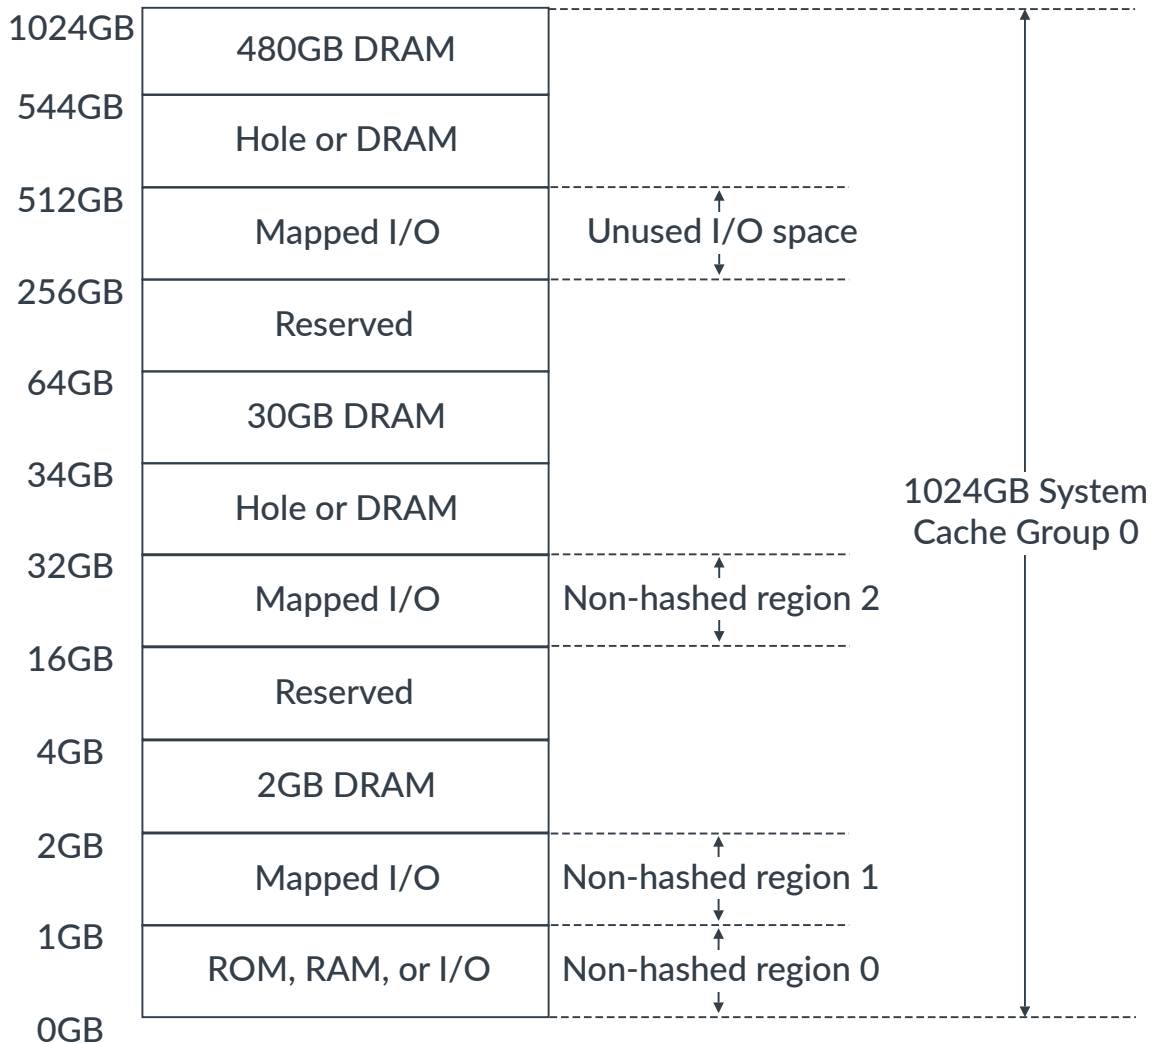 1024GB
480GB DRAM
544GB
Hole or DRAM
512GB
Mapped I/O
Unused I/O space
256GB
Reserved
64GB
30GB DRAM
34GB
Hole or DRAM
1024GB System
Cache Group 0
32GB
Mapped I/O
Non-hashed region 2
16GB
Reserved
4GB
2GB DRAM
2GB
Mapped I/O
Non-hashed region 1
1GB
ROM, RAM, or I/O
Non-hashed region 0
0GB